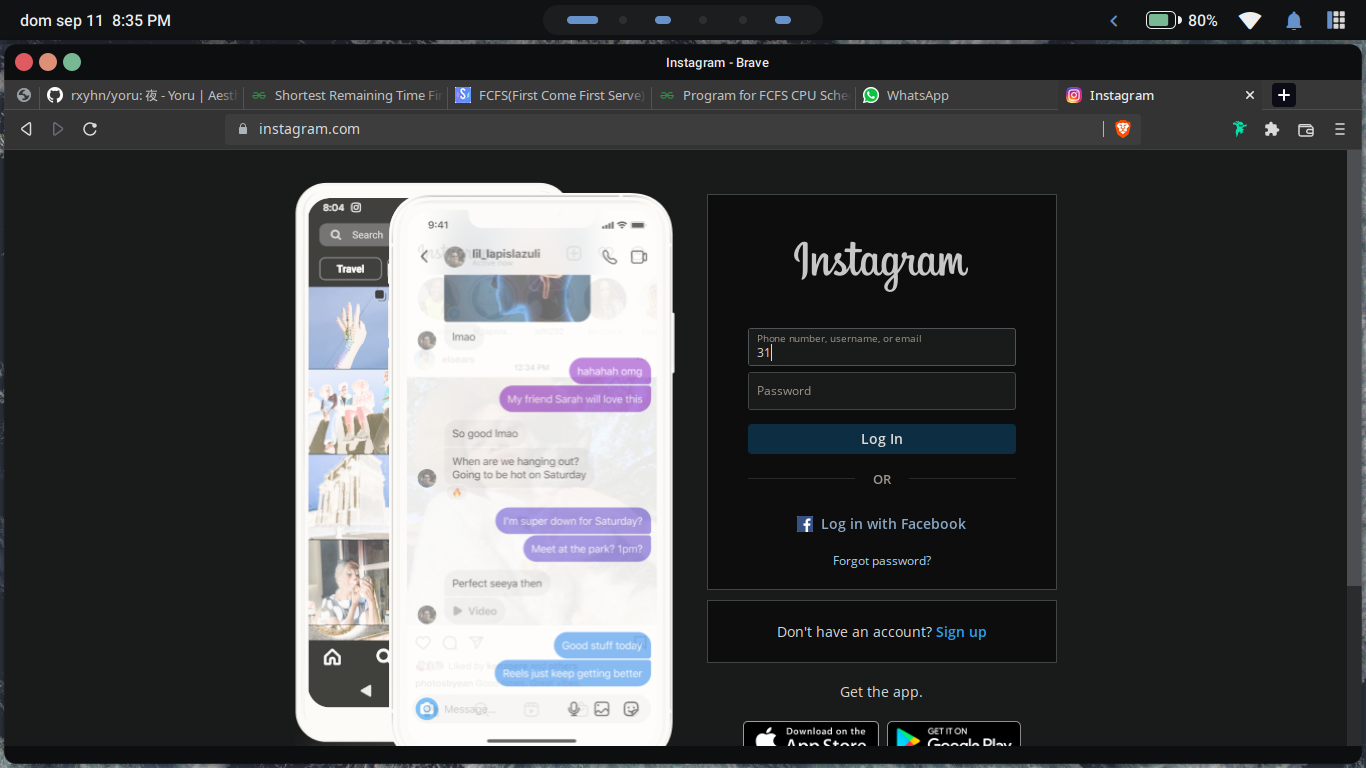 dom sep 11 8:35 PM
80%
Instagram - Brave
rxyhn/yoru: 夜 - Yoru | Aesth
Shortest Remaining Time Fir
FCFS(First Come First Serve)
Program for FCFS CPU Sche
WhatsApp
Instagram
instagram.com
8:04
Search
Travel
9:41
lil_lapislazuli
Active now
lmao
12:34 PM
hahahah omg
My friend Sarah will love this
So good lmao
When are we hanging out?
Going to be hot on Saturday
I'm super down for Saturday?
Meet at the park? 1pm?
Perfect seeya then
Video
Good stuff today
Reels just keep getting better
Message...
Instagram
Phone number, username, or email
31
Password
Log In
OR
Log in with Facebook
Forgot password?
Don't have an account? Sign up
Get the app.
Download on the
App Store
GET IT ON
Google Play